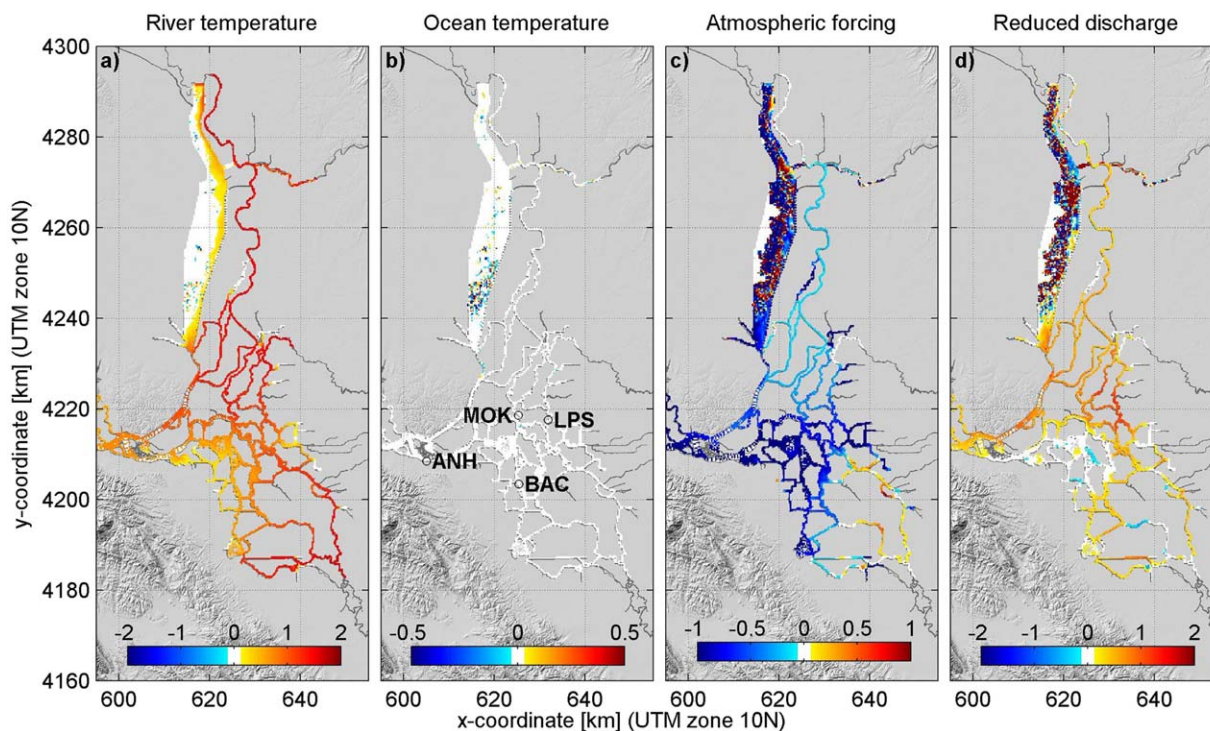 River temperature Ocean temperature Atmospheric forcing Reduced discharge
4300 a) b) c) d)
4280
4260
4240
4220 MOK LPS
ANH
4200 BAC
4180
-2 -1 0 1 2 -0.5 0 0.5 -1 -0.5 0 0.5 1 -2 -1 0 1 2
4160
600 620 640 600 620 640 600 620 640 600 620 640
x-coordinate [km] (UTM zone 10N)
y-coordinate [km] (UTM zone 10N)